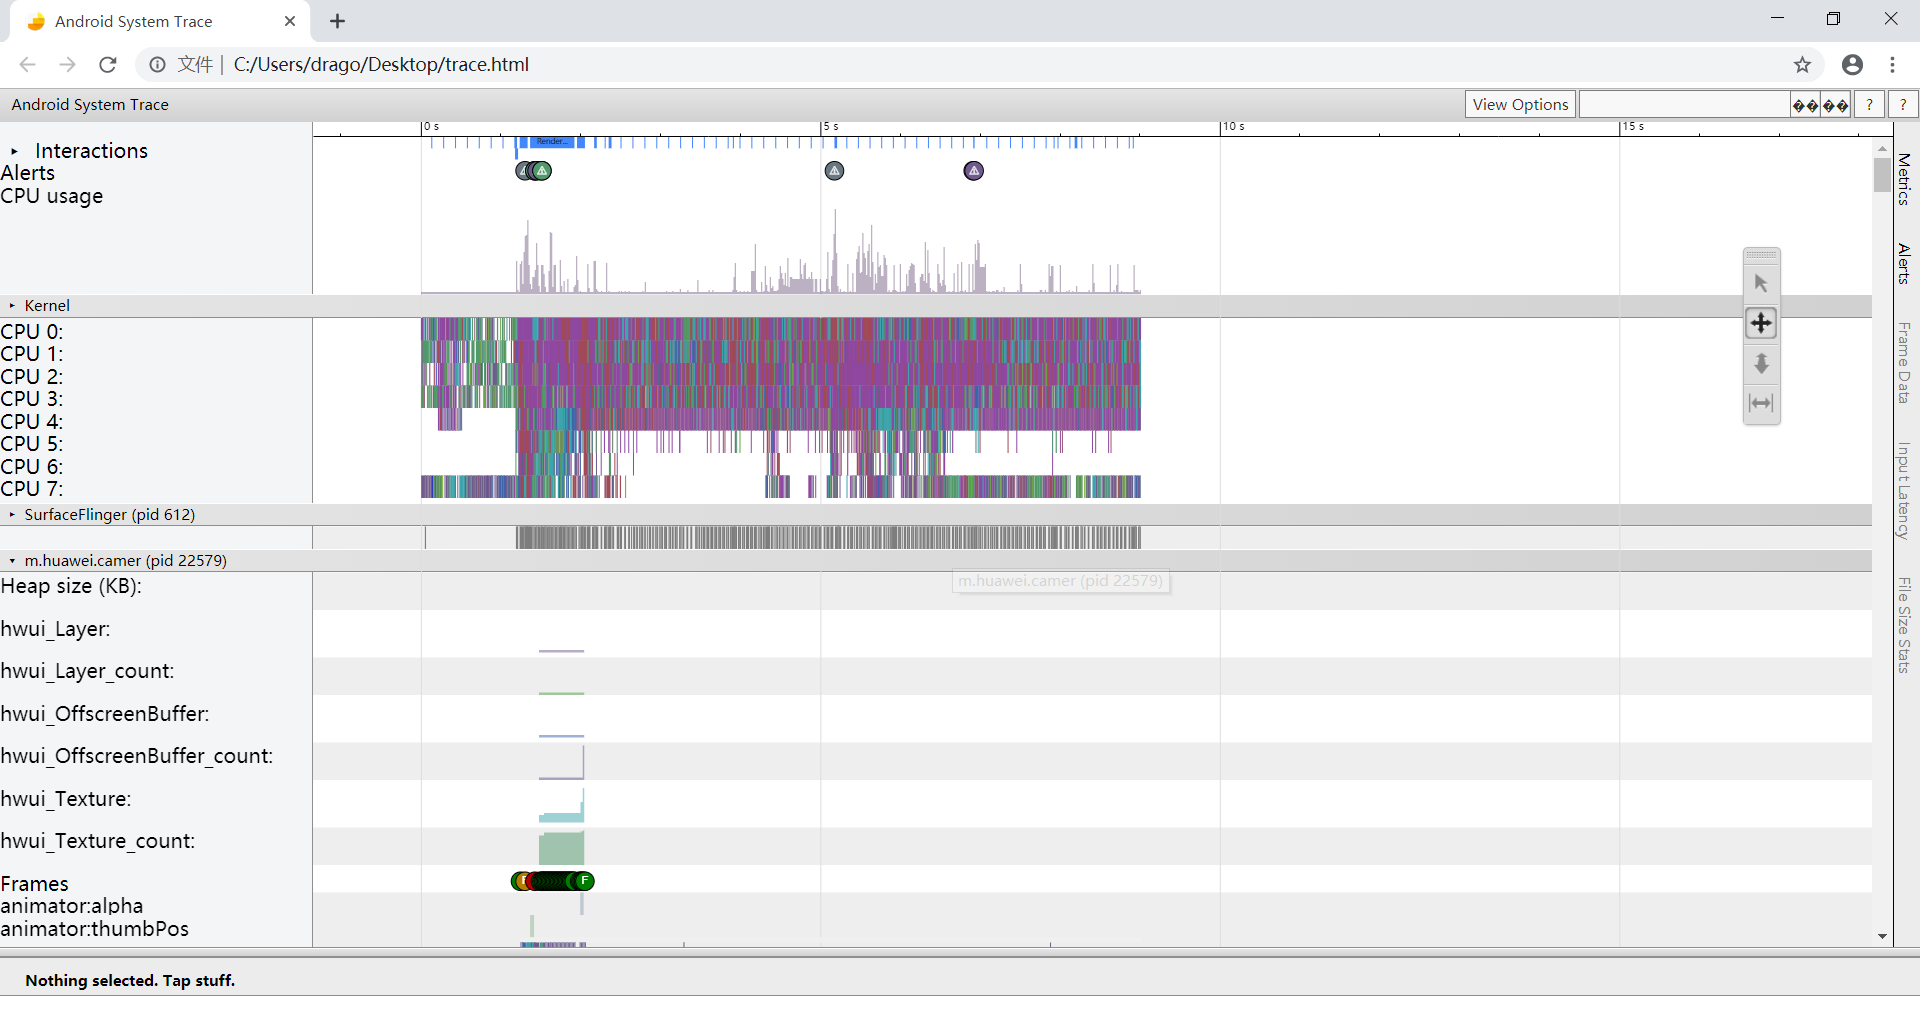 Android System Trace
文件 | C:/Users/drago/Desktop/trace.html
Android System Trace
View Options
�� �� ? ?
0 s
5 s
10 s
15 s
Interactions
Render...
Alerts
CPU usage
Kernel
CPU 0:
CPU 1:
CPU 2:
CPU 3:
CPU 4:
CPU 5:
CPU 6:
CPU 7:
SurfaceFlinger (pid 612)
m.huawei.camer (pid 22579)
m.huawei.camer (pid 22579)
Heap size (KB):
hwui_Layer:
hwui_Layer_count:
hwui_OffscreenBuffer:
hwui_OffscreenBuffer_count:
hwui_Texture:
hwui_Texture_count:
Frames
F
F
animator:alpha
animator:thumbPos
Metrics
Alerts
Frame Data
Input Latency
File Size Stats
Nothing selected. Tap stuff.